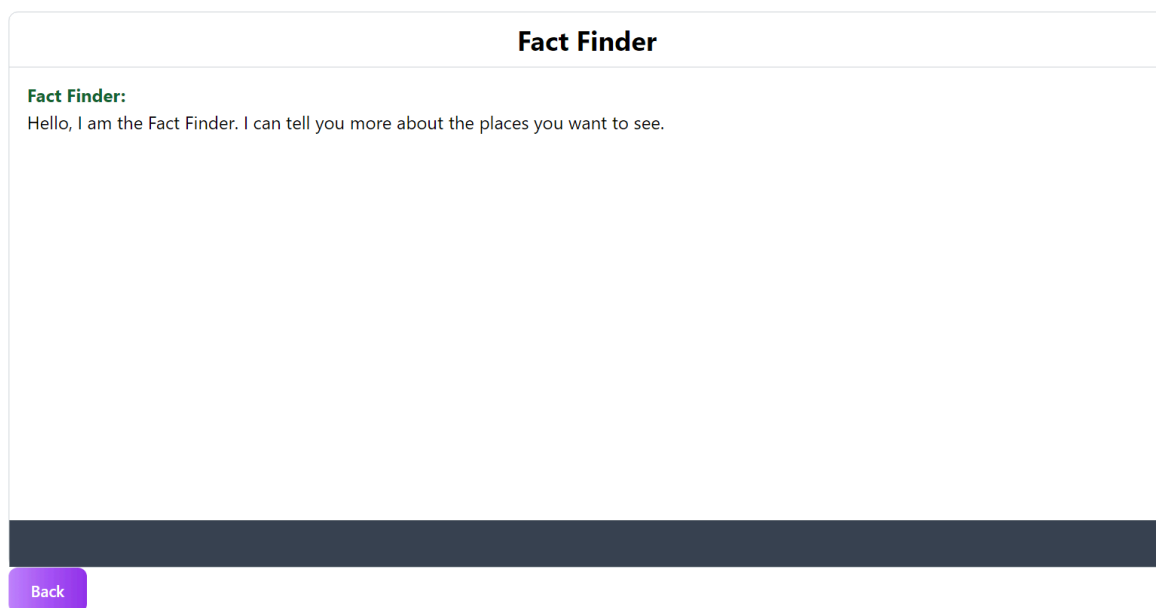 Fact Finder
Fact Finder:
Hello, I am the Fact Finder. I can tell you more about the places you want to see.
Back